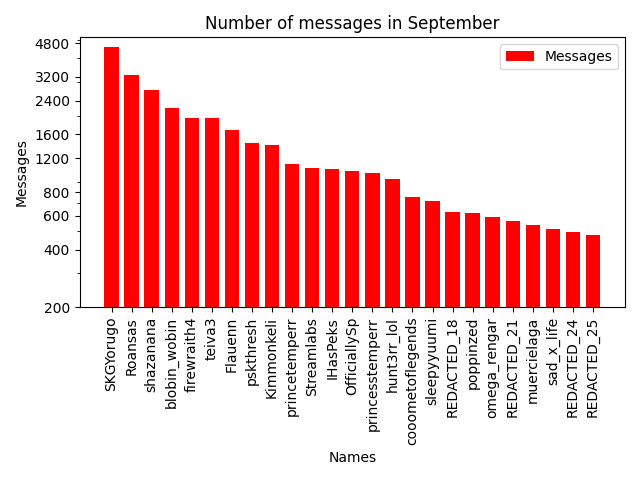 Number of messages in September
Messages
4800
3200
2400
1600
1200
800
600
400
200
Messages
SKGYorugo
Roansas
shazanana
blobin_wobin
firewraith4
teiva3
Flauenn
pskthresh
Kimmonkeli
princetemperr
Streamlabs
IHasPeks
OfficiallySp
princesstemperr
hunt3rr_lol
cooometoflegends
sleepyyuumi
REDACTED_18
poppinzed
omega_rengar
REDACTED_21
muercielaga
sad_x_life
REDACTED_24
REDACTED_25
Names